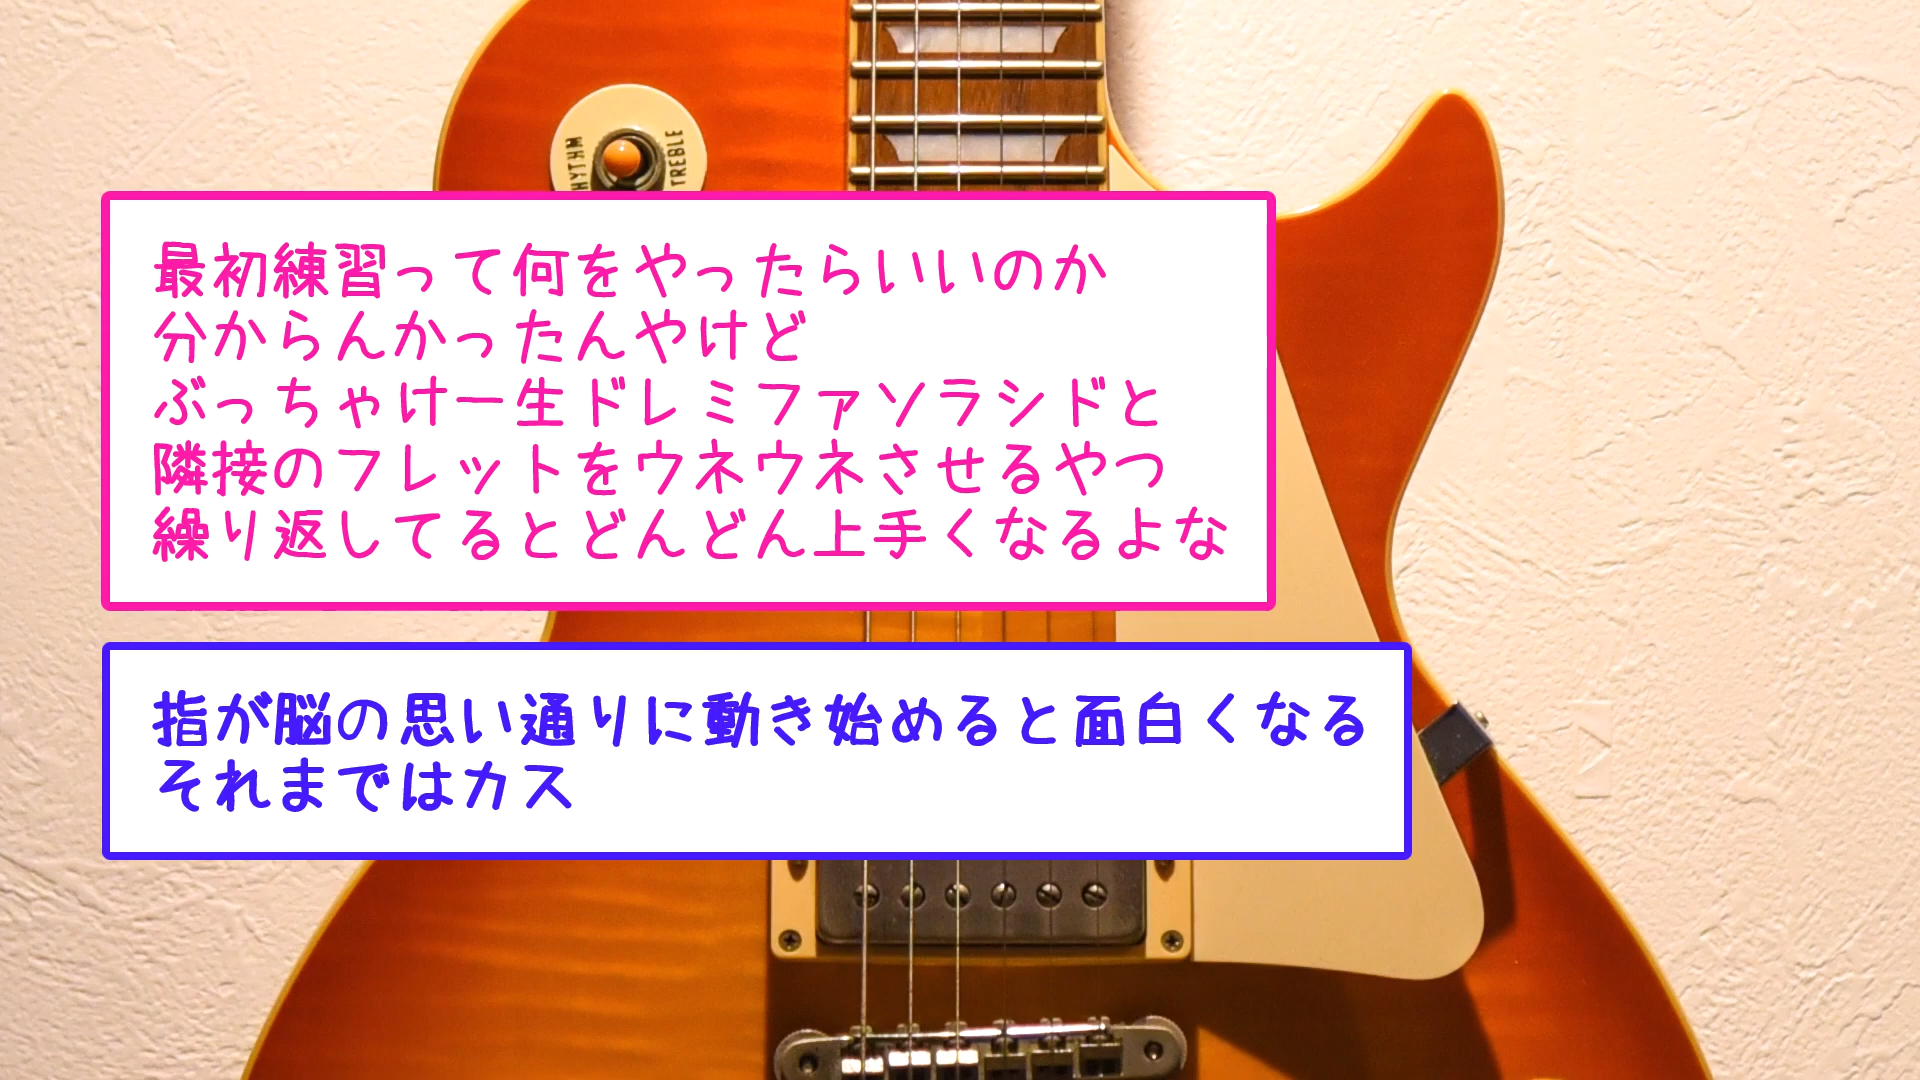 HYTHM
TREBLE
最初練習って何をやったらいいのか
分からんかったんやけど
ぶっちゃけ一生ドレミファソラシドと
隣接のフレットをウネウネさせるやつ
繰り返してるとどんどん上手くなるよな
指が脳の思い通りに動き始めると面白くなる
それまではカス